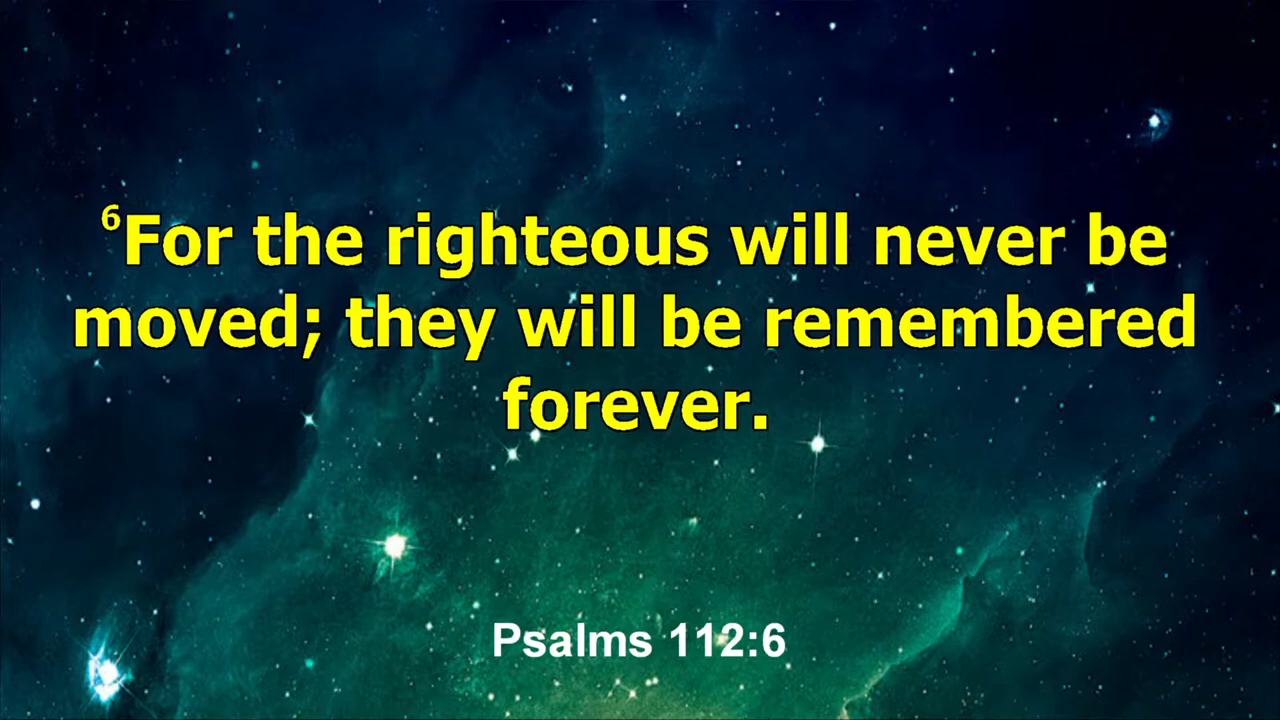 ⁶For the righteous will never be
moved; they will be remembered
forever.
Psalms 112:6